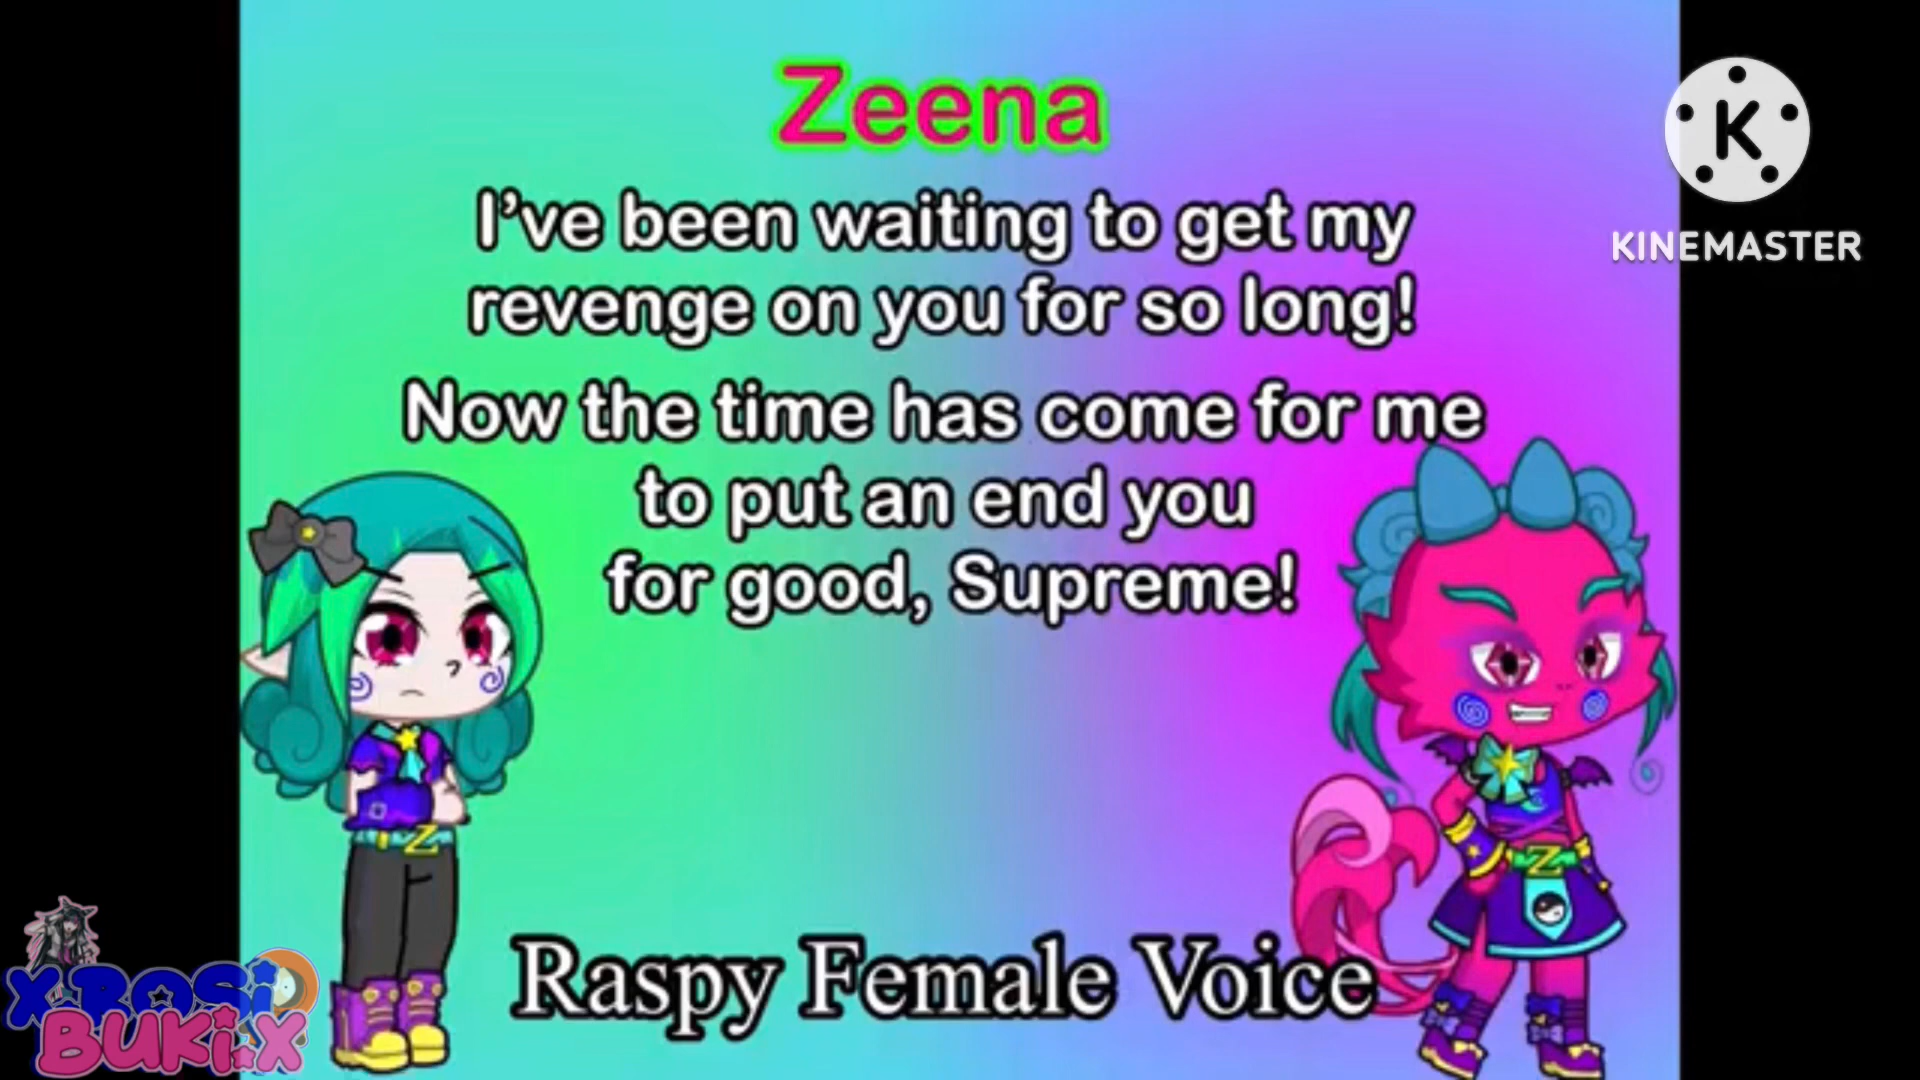 Zeena
I've been waiting to get my
revenge on you for so long!
Now the time has come for me
to put an end you
for good, Supreme!
Raspy Female Voice
K
KINEMASTER
X ROSI
BUKI.X
Z
Z